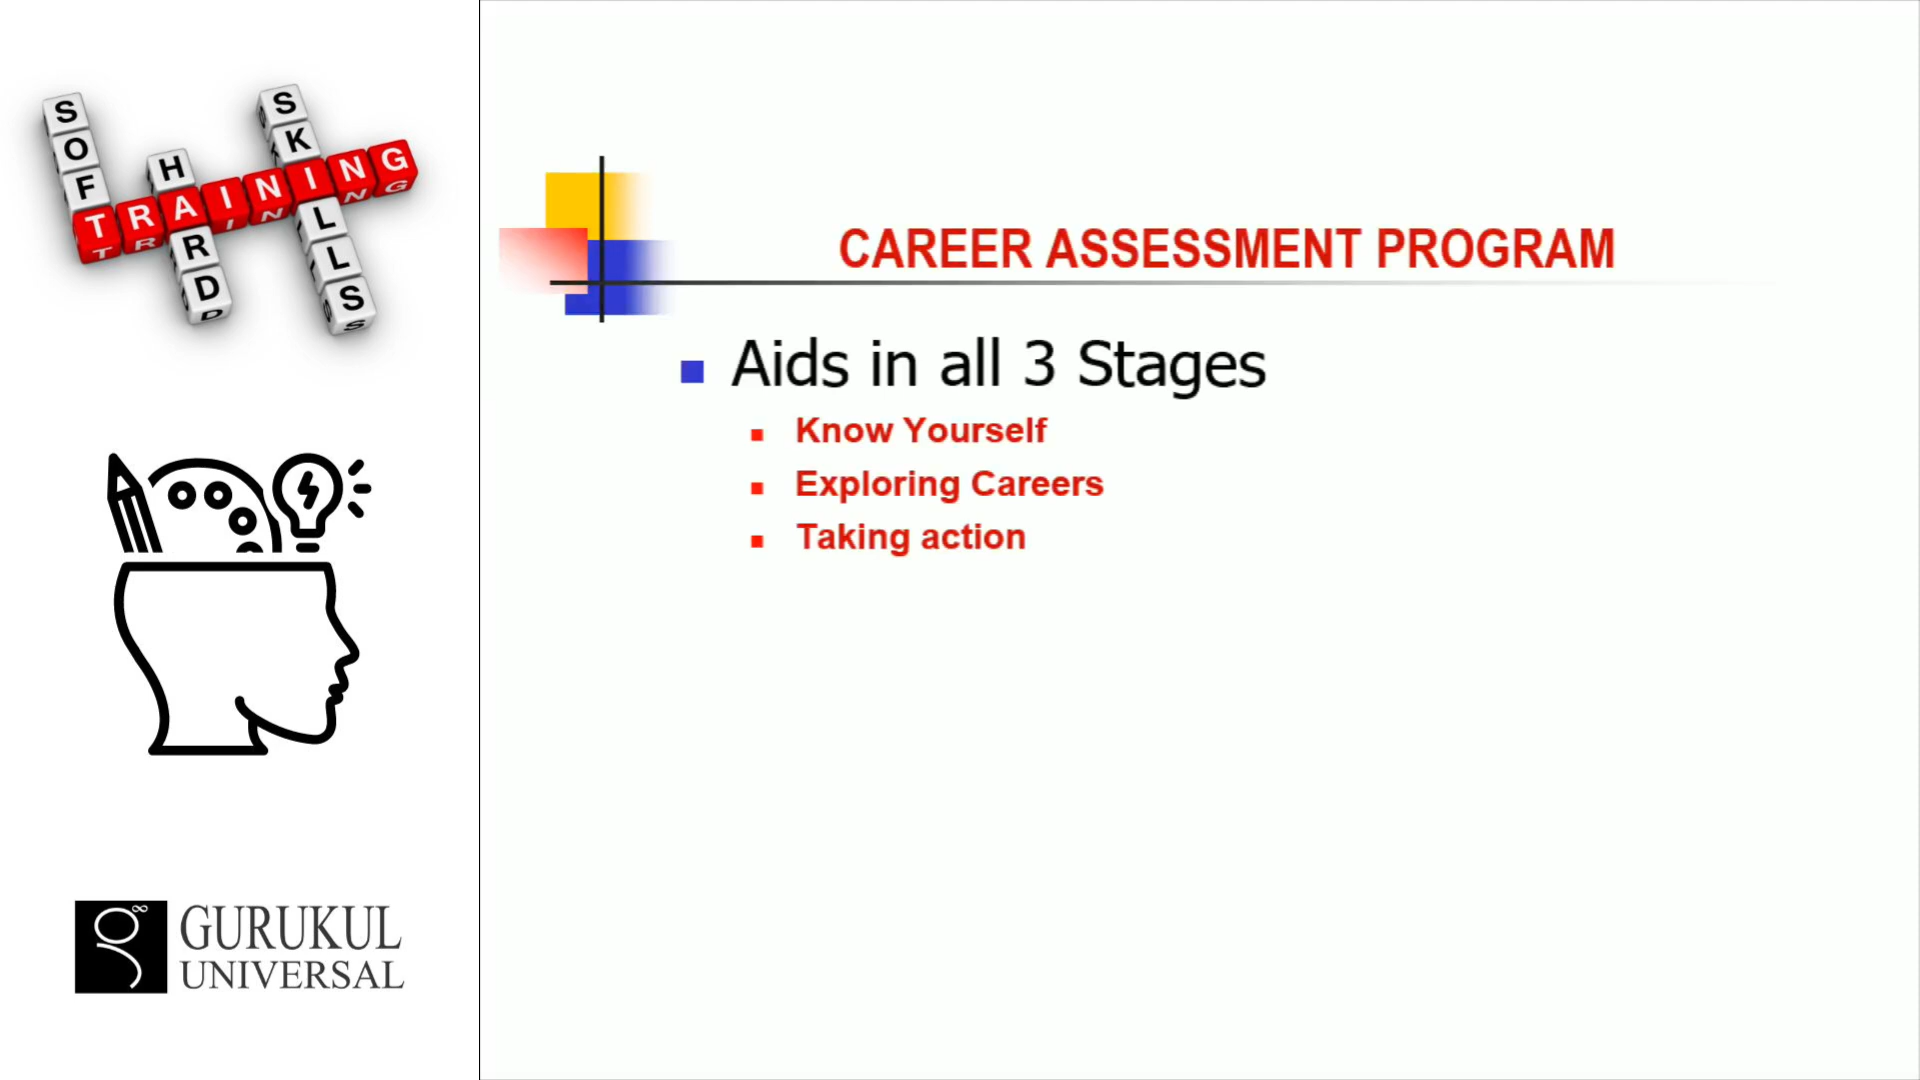 SOFT
HARD
SKILLS
TRAINING
GURUKUL
UNIVERSAL
CAREER ASSESSMENT PROGRAM
Aids in all 3 Stages
Know Yourself
Exploring Careers
Taking action